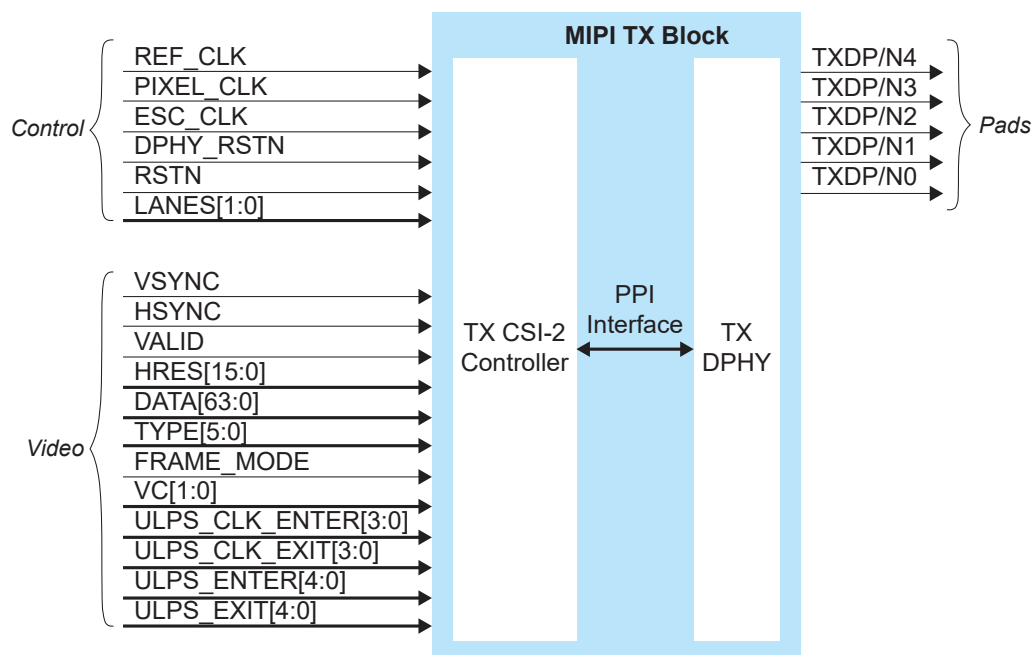 MIPI TX Block
Control
REF_CLK
PIXEL_CLK
ESC_CLK
DPHY_RSTN
RSTN
LANES[1:0]
Video
VSYNC
HSYNC
VALID
HRES[15:0]
DATA[63:0]
TYPE[5:0]
FRAME_MODE
VC[1:0]
ULPS_CLK_ENTER[3:0]
ULPS_CLK_EXIT[3:0]
ULPS_ENTER[4:0]
ULPS_EXIT[4:0]
TX CSI-2
Controller
PPI
Interface
TX
DPHY
TXDP/N4
TXDP/N3
TXDP/N2
TXDP/N1
TXDP/N0
Pads